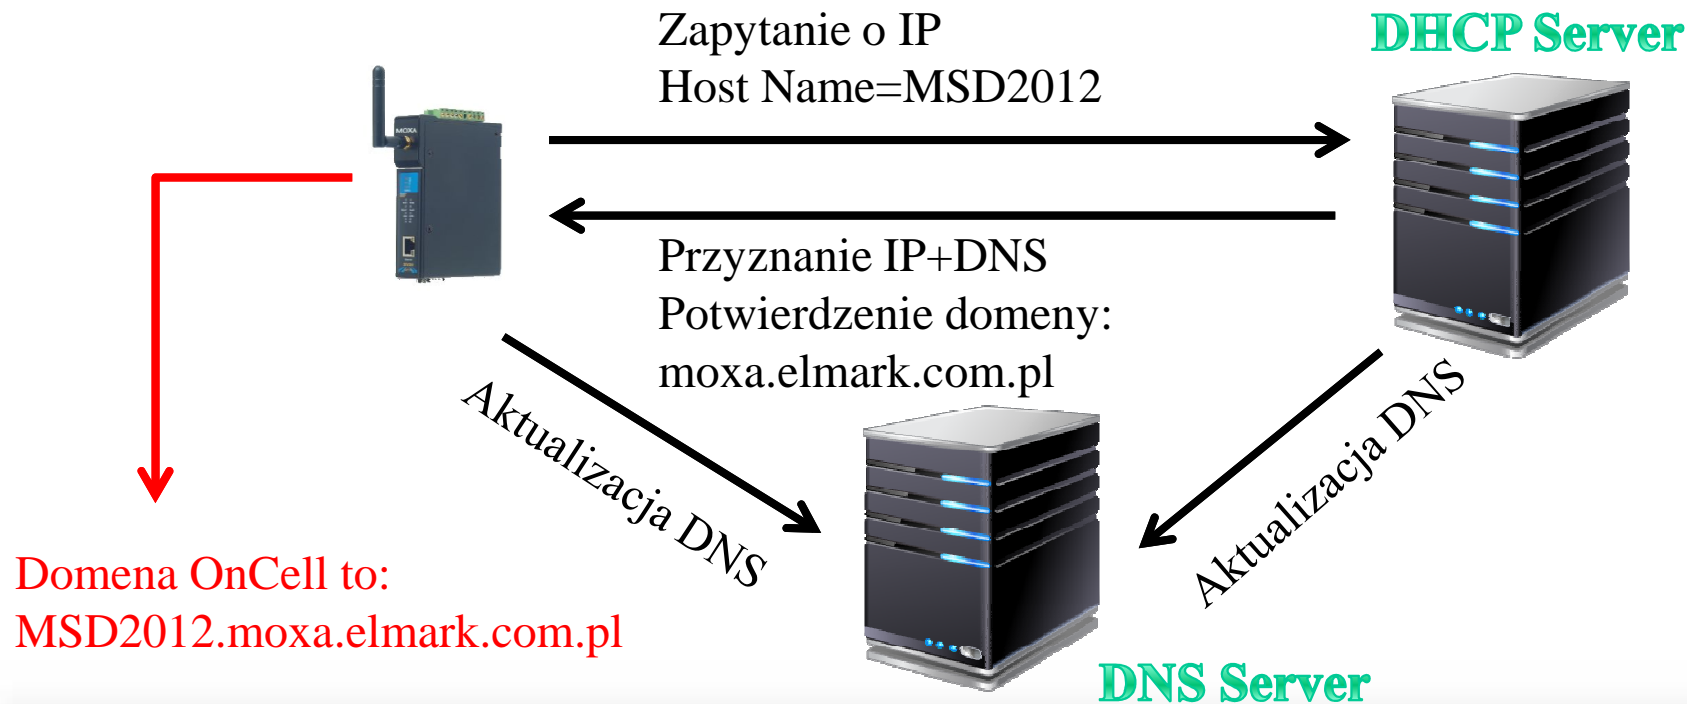 Zapytanie o IP
Host Name=MSD2012
DHCP Server
MOXA
Przyznanie IP+DNS
Potwierdzenie domeny:
moxa.elmark.com.pl
Aktualizacja DNS
Aktualizacja DNS
Domena OnCell to:
MSD2012.moxa.elmark.com.pl
DNS Server